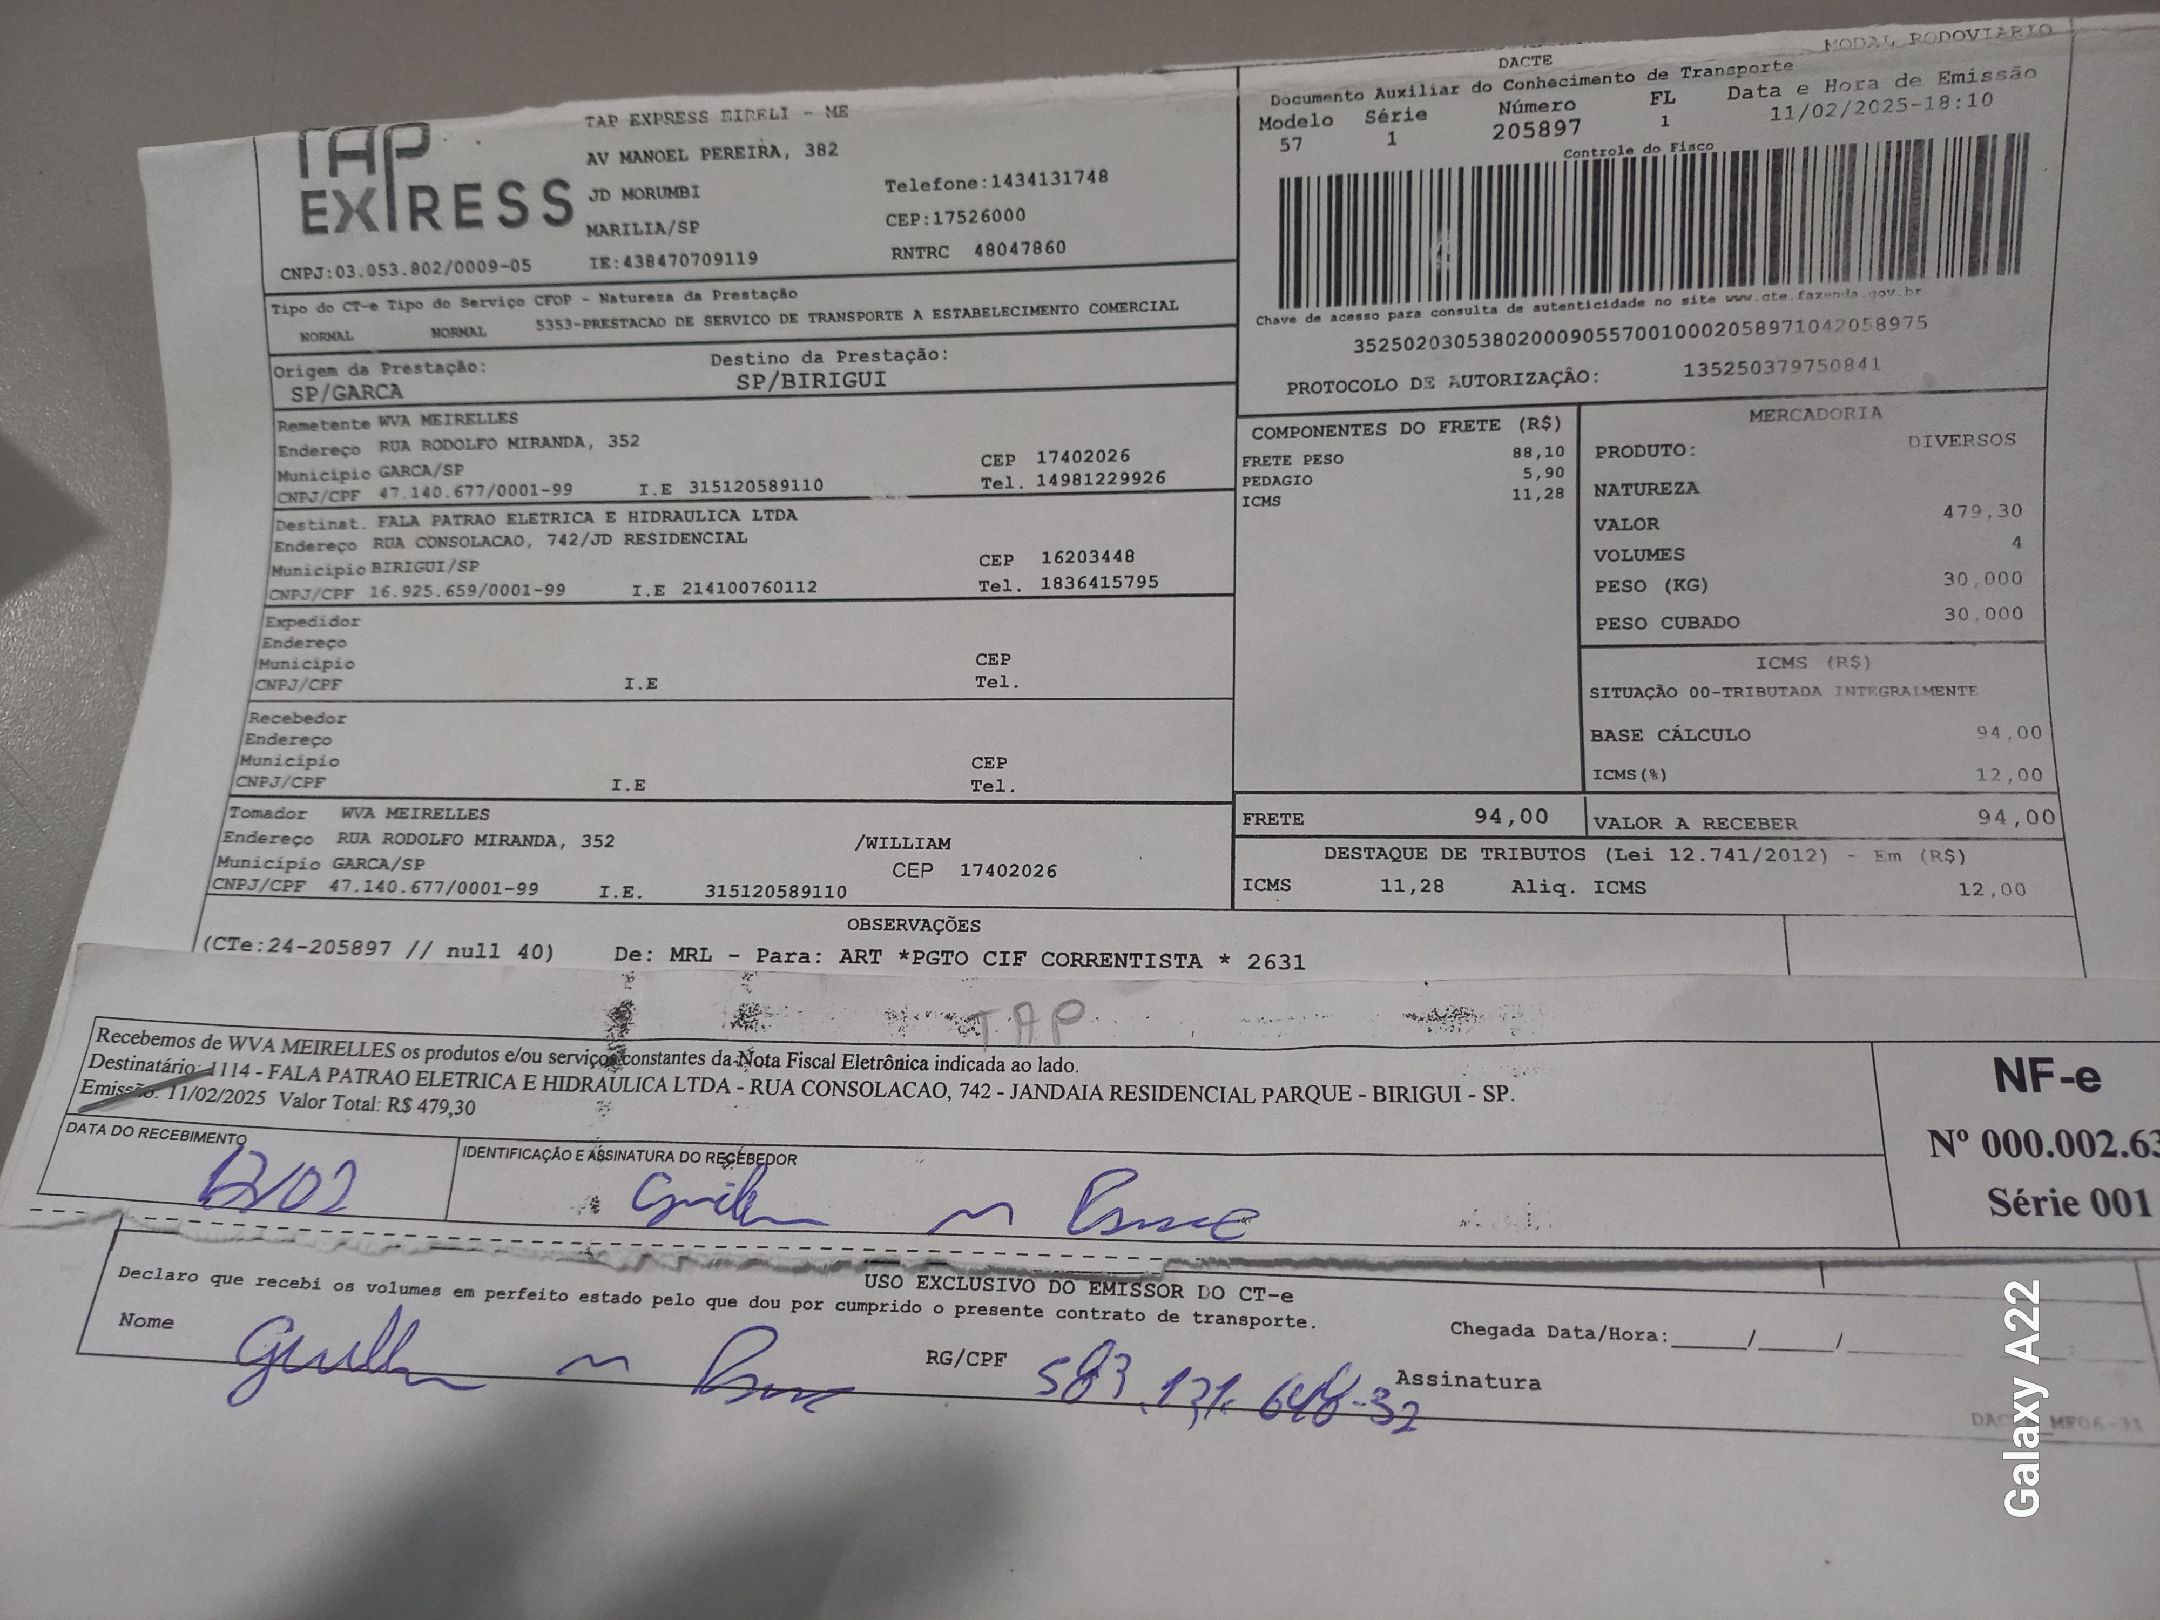 MODAL RODOVIARIO
DACTE
Documento Auxiliar do Conhecimento de Transporte
Modelo Série Número FL Data e Hora de Emissão
57 1 205897 1 11/02/2025-18:10
Controle do Fisco
Chave de acesso para consulta de autenticidade no site www.cte.fazenda.gov.br
35250203053802000905570010002058971042058975
PROTOCOLO DE AUTORIZAÇÃO: 135250379750841
TAP EXPRESS
TAP EXPRESS EIRELI - ME
AV MANOEL PEREIRA, 382
JD MORUMBI Telefone:1434131748
MARILIA/SP CEP:17526000
CNPJ:03.053.802/0009-05 IE:438470709119 RNTRC 48047860
Tipo do CT-e Tipo do Serviço CFOP - Natureza da Prestação
NORMAL NORMAL 5353-PRESTACAO DE SERVICO DE TRANSPORTE A ESTABELECIMENTO COMERCIAL
Origem da Prestação: Destino da Prestação:
SP/GARCA SP/BIRIGUI
Remetente WVA MEIRELLES
Endereço RUA RODOLFO MIRANDA, 352
Município GARCA/SP CEP 17402026
CNPJ/CPF 47.140.677/0001-99 I.E 315120589110 Tel. 14981229926
Destinat. FALA PATRAO ELETRICA E HIDRAULICA LTDA
Endereço RUA CONSOLACAO, 742/JD RESIDENCIAL
Município BIRIGUI/SP CEP 16203448
CNPJ/CPF 16.925.659/0001-99 I.E 214100760112 Tel. 1836415795
Expedidor
Endereço
Município CEP
CNPJ/CPF I.E Tel.
Recebedor
Endereço
Município CEP
CNPJ/CPF I.E Tel.
Tomador WVA MEIRELLES
Endereço RUA RODOLFO MIRANDA, 352 /WILLIAM
Município GARCA/SP CEP 17402026
CNPJ/CPF 47.140.677/0001-99 I.E. 315120589110
COMPONENTES DO FRETE (R$)
FRETE PESO 88,10
PEDAGIO 5,90
ICMS 11,28
MERCADORIA
PRODUTO: DIVERSOS
NATUREZA
VALOR 479,30
VOLUMES 4
PESO (KG) 30,000
PESO CUBADO 30,000
ICMS (R$)
SITUAÇÃO 00-TRIBUTADA INTEGRALMENTE
BASE CÁLCULO 94,00
ICMS(%) 12,00
FRETE 94,00 VALOR A RECEBER 94,00
DESTAQUE DE TRIBUTOS (Lei 12.741/2012) - Em (R$)
ICMS 11,28 Aliq. ICMS 12,00
OBSERVAÇÕES
(CTe:24-205897 // null 40) De: MRL - Para: ART *PGTO CIF CORRENTISTA * 2631
TAP
Recebemos de WVA MEIRELLES os produtos e/ou serviços constantes da Nota Fiscal Eletrônica indicada ao lado.
Destinatário: 1114 - FALA PATRAO ELETRICA E HIDRAULICA LTDA - RUA CONSOLACAO, 742 - JANDAIA RESIDENCIAL PARQUE - BIRIGUI - SP.
Emissão: 11/02/2025 Valor Total: R$ 479,30
NF-e
Nº 000.002.63
Série 001
DATA DO RECEBIMENTO IDENTIFICAÇÃO E ASSINATURA DO RECEBEDOR
12/02
USO EXCLUSIVO DO EMISSOR DO CT-e
Declaro que recebi os volumes em perfeito estado pelo que dou por cumprido o presente contrato de transporte.
Nome RG/CPF 583.131.648-32 Chegada Data/Hora:_____/_____/
Assinatura
Galaxy A22